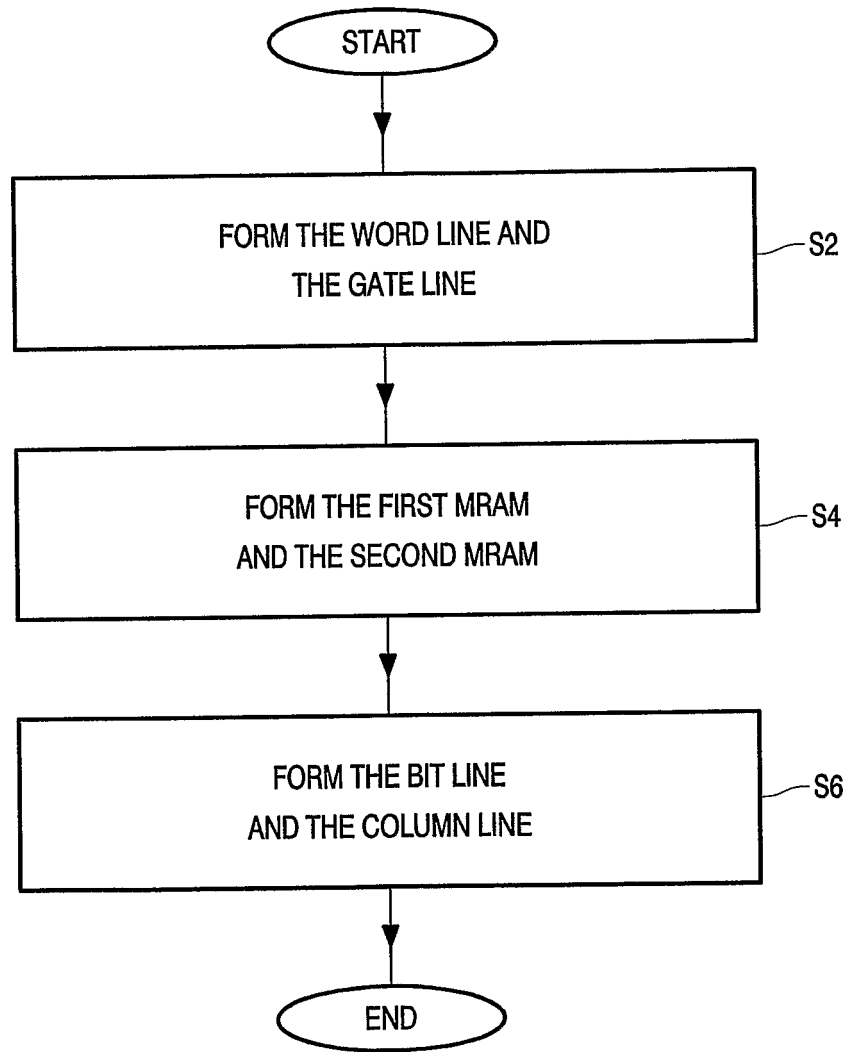 START
FORM THE WORD LINE AND
THE GATE LINE
S2
FORM THE FIRST MRAM
AND THE SECOND MRAM
S4
FORM THE BIT LINE
AND THE COLUMN LINE
S6
END